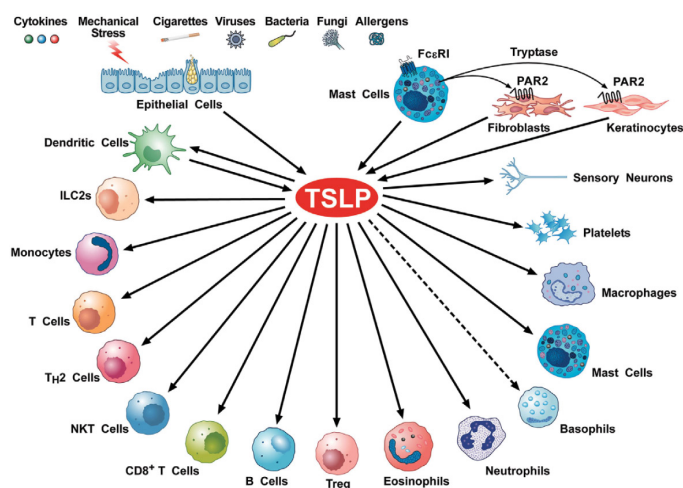 Cytokines
Mechanical
Stress
Cigarettes
Viruses
Bacteria
Fungi
Allergens
Epithelial Cells
FcεRI
Mast Cells
Tryptase
PAR2
PAR2
Fibroblasts
Keratinocytes
Dendritic Cells
TSLP
Sensory Neurons
ILC2s
Platelets
Monocytes
Macrophages
T Cells
Mast Cells
TH2 Cells
Basophils
NKT Cells
Neutrophils
CD8+ T Cells
B Cells
Treg
Eosinophils